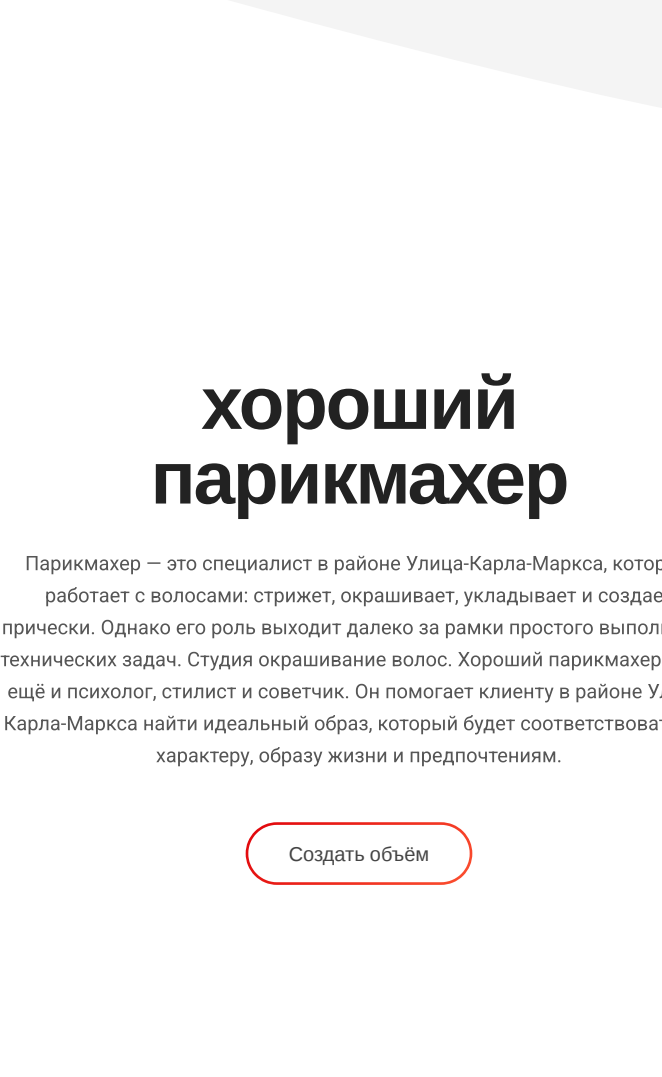 хороший
парикмахер
Парикмахер — это специалист в районе Улица-Карла-Маркса, котор
работает с волосами: стрижет, окрашивает, укладывает и создае
прически. Однако его роль выходит далеко за рамки простого выпол
технических задач. Студия окрашивание волос. Хороший парикмахер
ещё и психолог, стилист и советчик. Он помогает клиенту в районе Ул
Карла-Маркса найти идеальный образ, который будет соответствоват
характеру, образу жизни и предпочтениям.
Создать объём